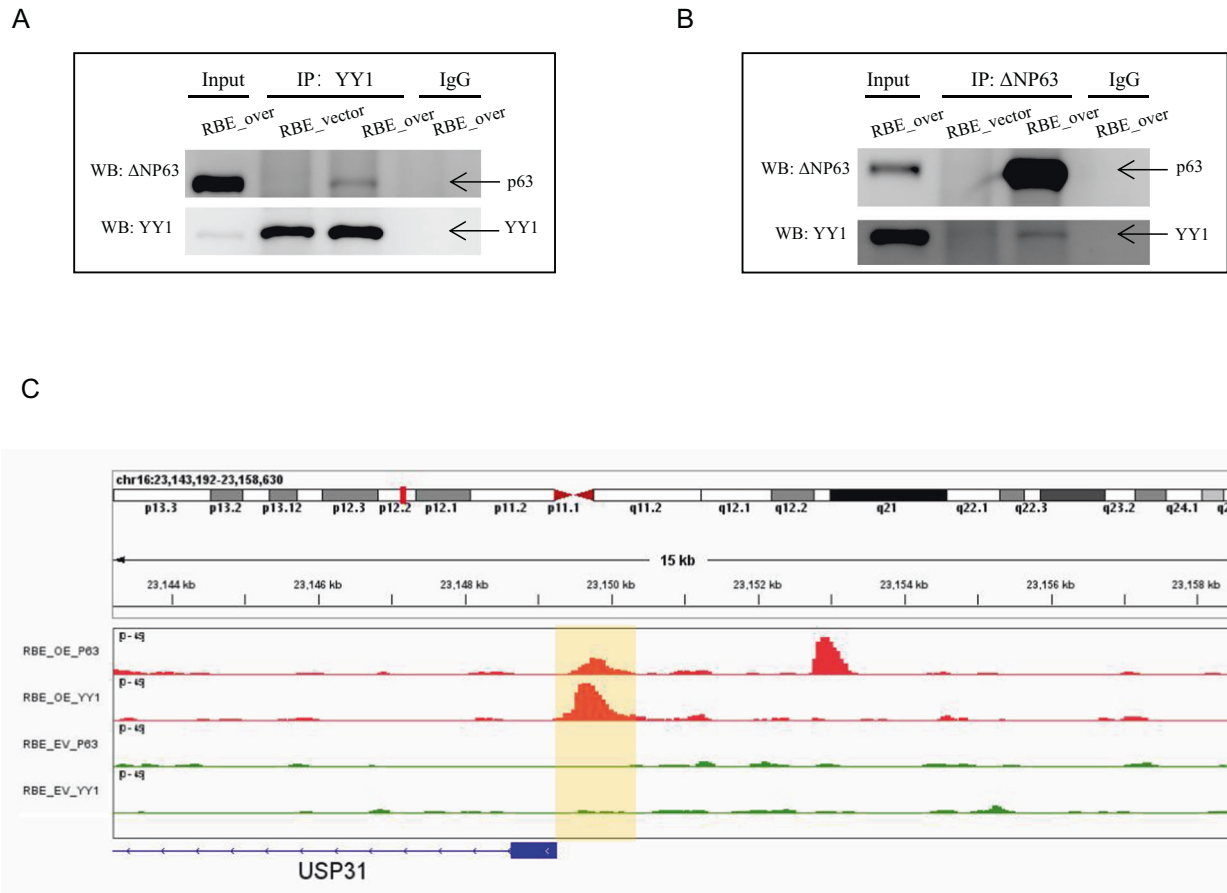 A
Input IP: YY1 IgG
RBE_over RBE_vector RBE_over RBE_over
WB: ΔNP63
p63
WB: YY1
YY1
B
Input IP: ΔNP63 IgG
RBE_over RBE_vector RBE_over RBE_over
WB: ΔNP63
p63
WB: YY1
YY1
C
chr16:23,143,192-23,158,630
p13.3 p13.2 p13.12 p12.3 p12.2 p12.1 p11.2 p11.1 q11.2 q12.1 q12.2 q21 q22.1 q22.3 q23.2 q24.1
15 kb
23,144 kb 23,146 kb 23,148 kb 23,150 kb 23,152 kb 23,154 kb 23,156 kb 23,158 kb
RBE_OE_P63
RBE_OE_YY1
RBE_EV_P63
RBE_EV_YY1
USP31